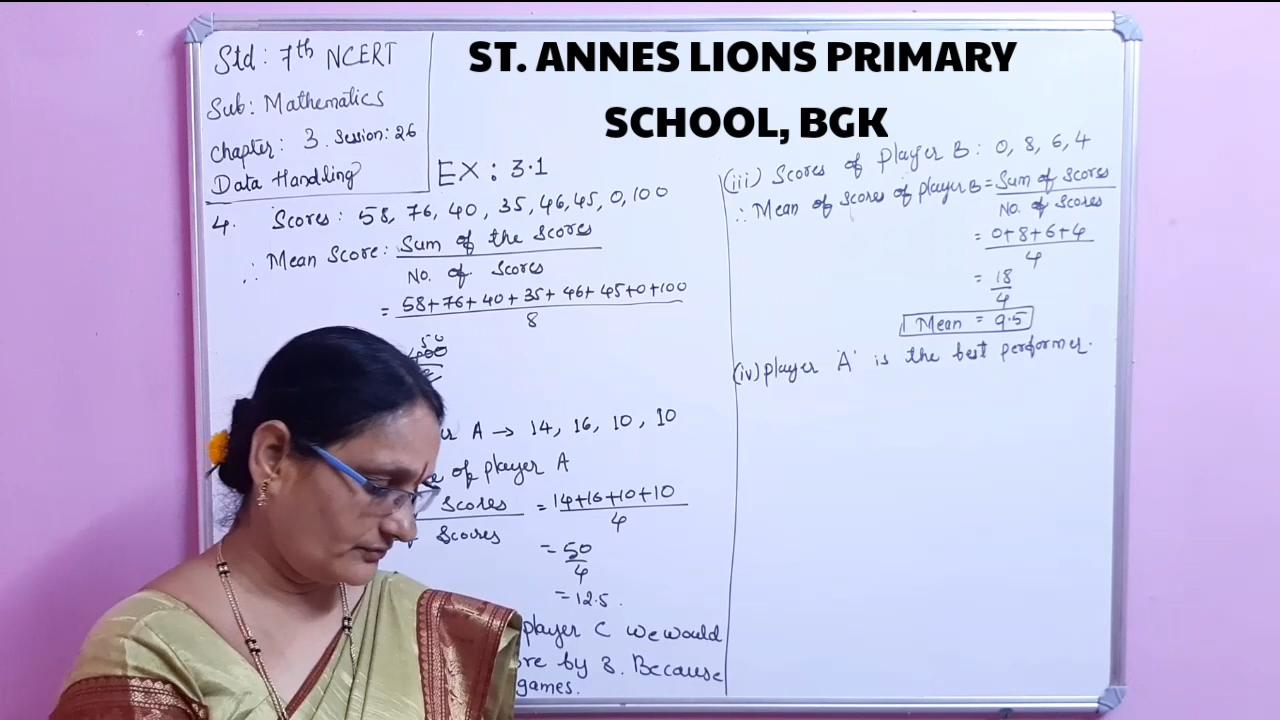 ST. ANNES LIONS PRIMARY
SCHOOL, BGK
Std: 7th NCERT
Sub: Mathematics
Chapter: 3. Session: 26
Data Handling
EX: 3.1
4. Scores: 58, 76, 40, 35, 46, 45, 0, 100
∴ Mean Score: Sum of the Scores
No. of Scores
= 58+76+40+35+46+45+0+100
8
50
400
A → 14, 16, 10, 10
of player A
Scores = 14+16+10+10
Scores 4
= 50
4
= 12.5.
player C we would
by 3. Because
games.
(iii) Scores of player B: 0, 8, 6, 4
∴ Mean of scores of player B = Sum of Scores
No. of Scores
= 0+8+6+4
4
= 18
4
Mean = 9.5
(iv) player 'A' is the best performer.